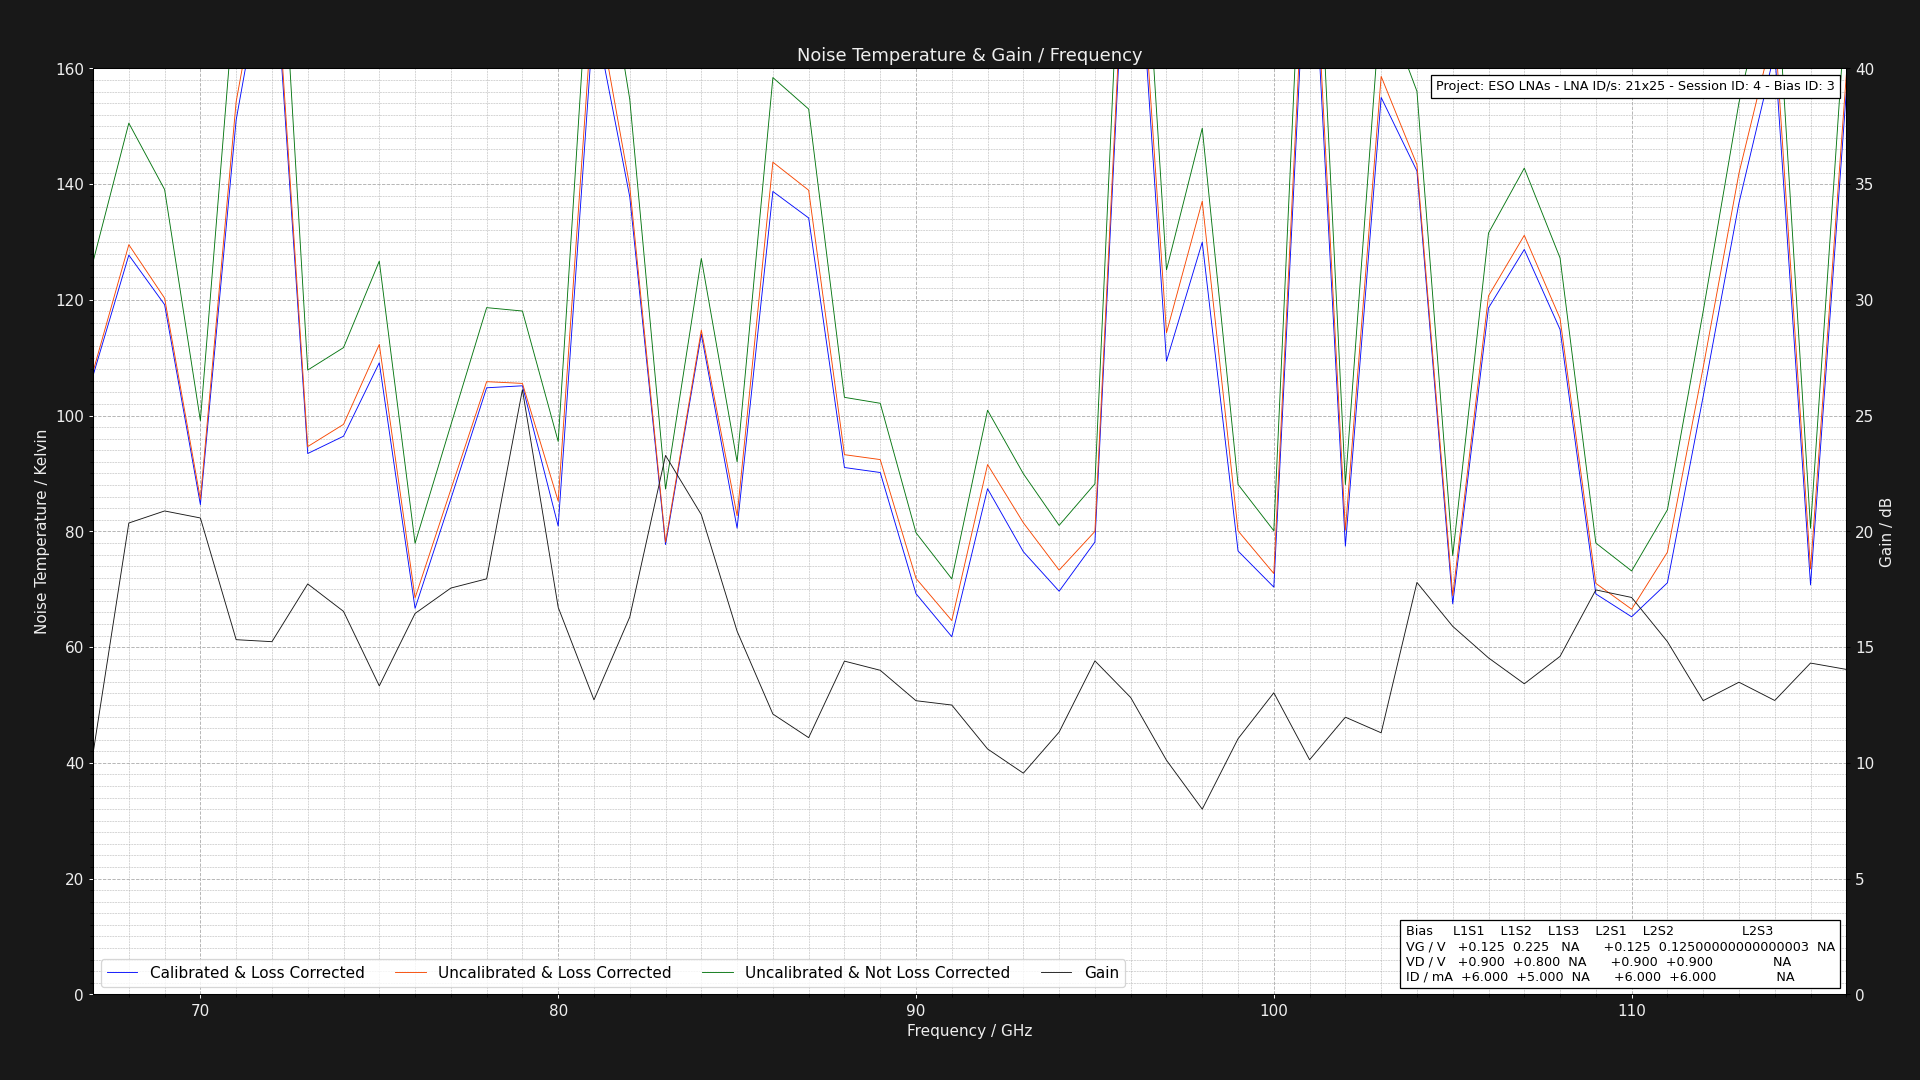 Noise Temperature & Gain / Frequency
Project: ESO LNAs - LNA ID/s: 21x25 - Session ID: 4 - Bias ID: 3
160
140
120
100
80
60
40
20
0
Noise Temperature / Kelvin
40
35
30
25
20
15
10
5
0
Gain / dB
Bias L1S1 L1S2 L1S3 L2S1 L2S2 L2S3
VG / V +0.125 0.225 NA +0.125 0.12500000000000003 NA
VD / V +0.900 +0.800 NA +0.900 +0.900 NA
ID / mA +6.000 +5.000 NA +6.000 +6.000 NA
Calibrated & Loss Corrected Uncalibrated & Loss Corrected Uncalibrated & Not Loss Corrected Gain
70 80 90 100 110
Frequency / GHz